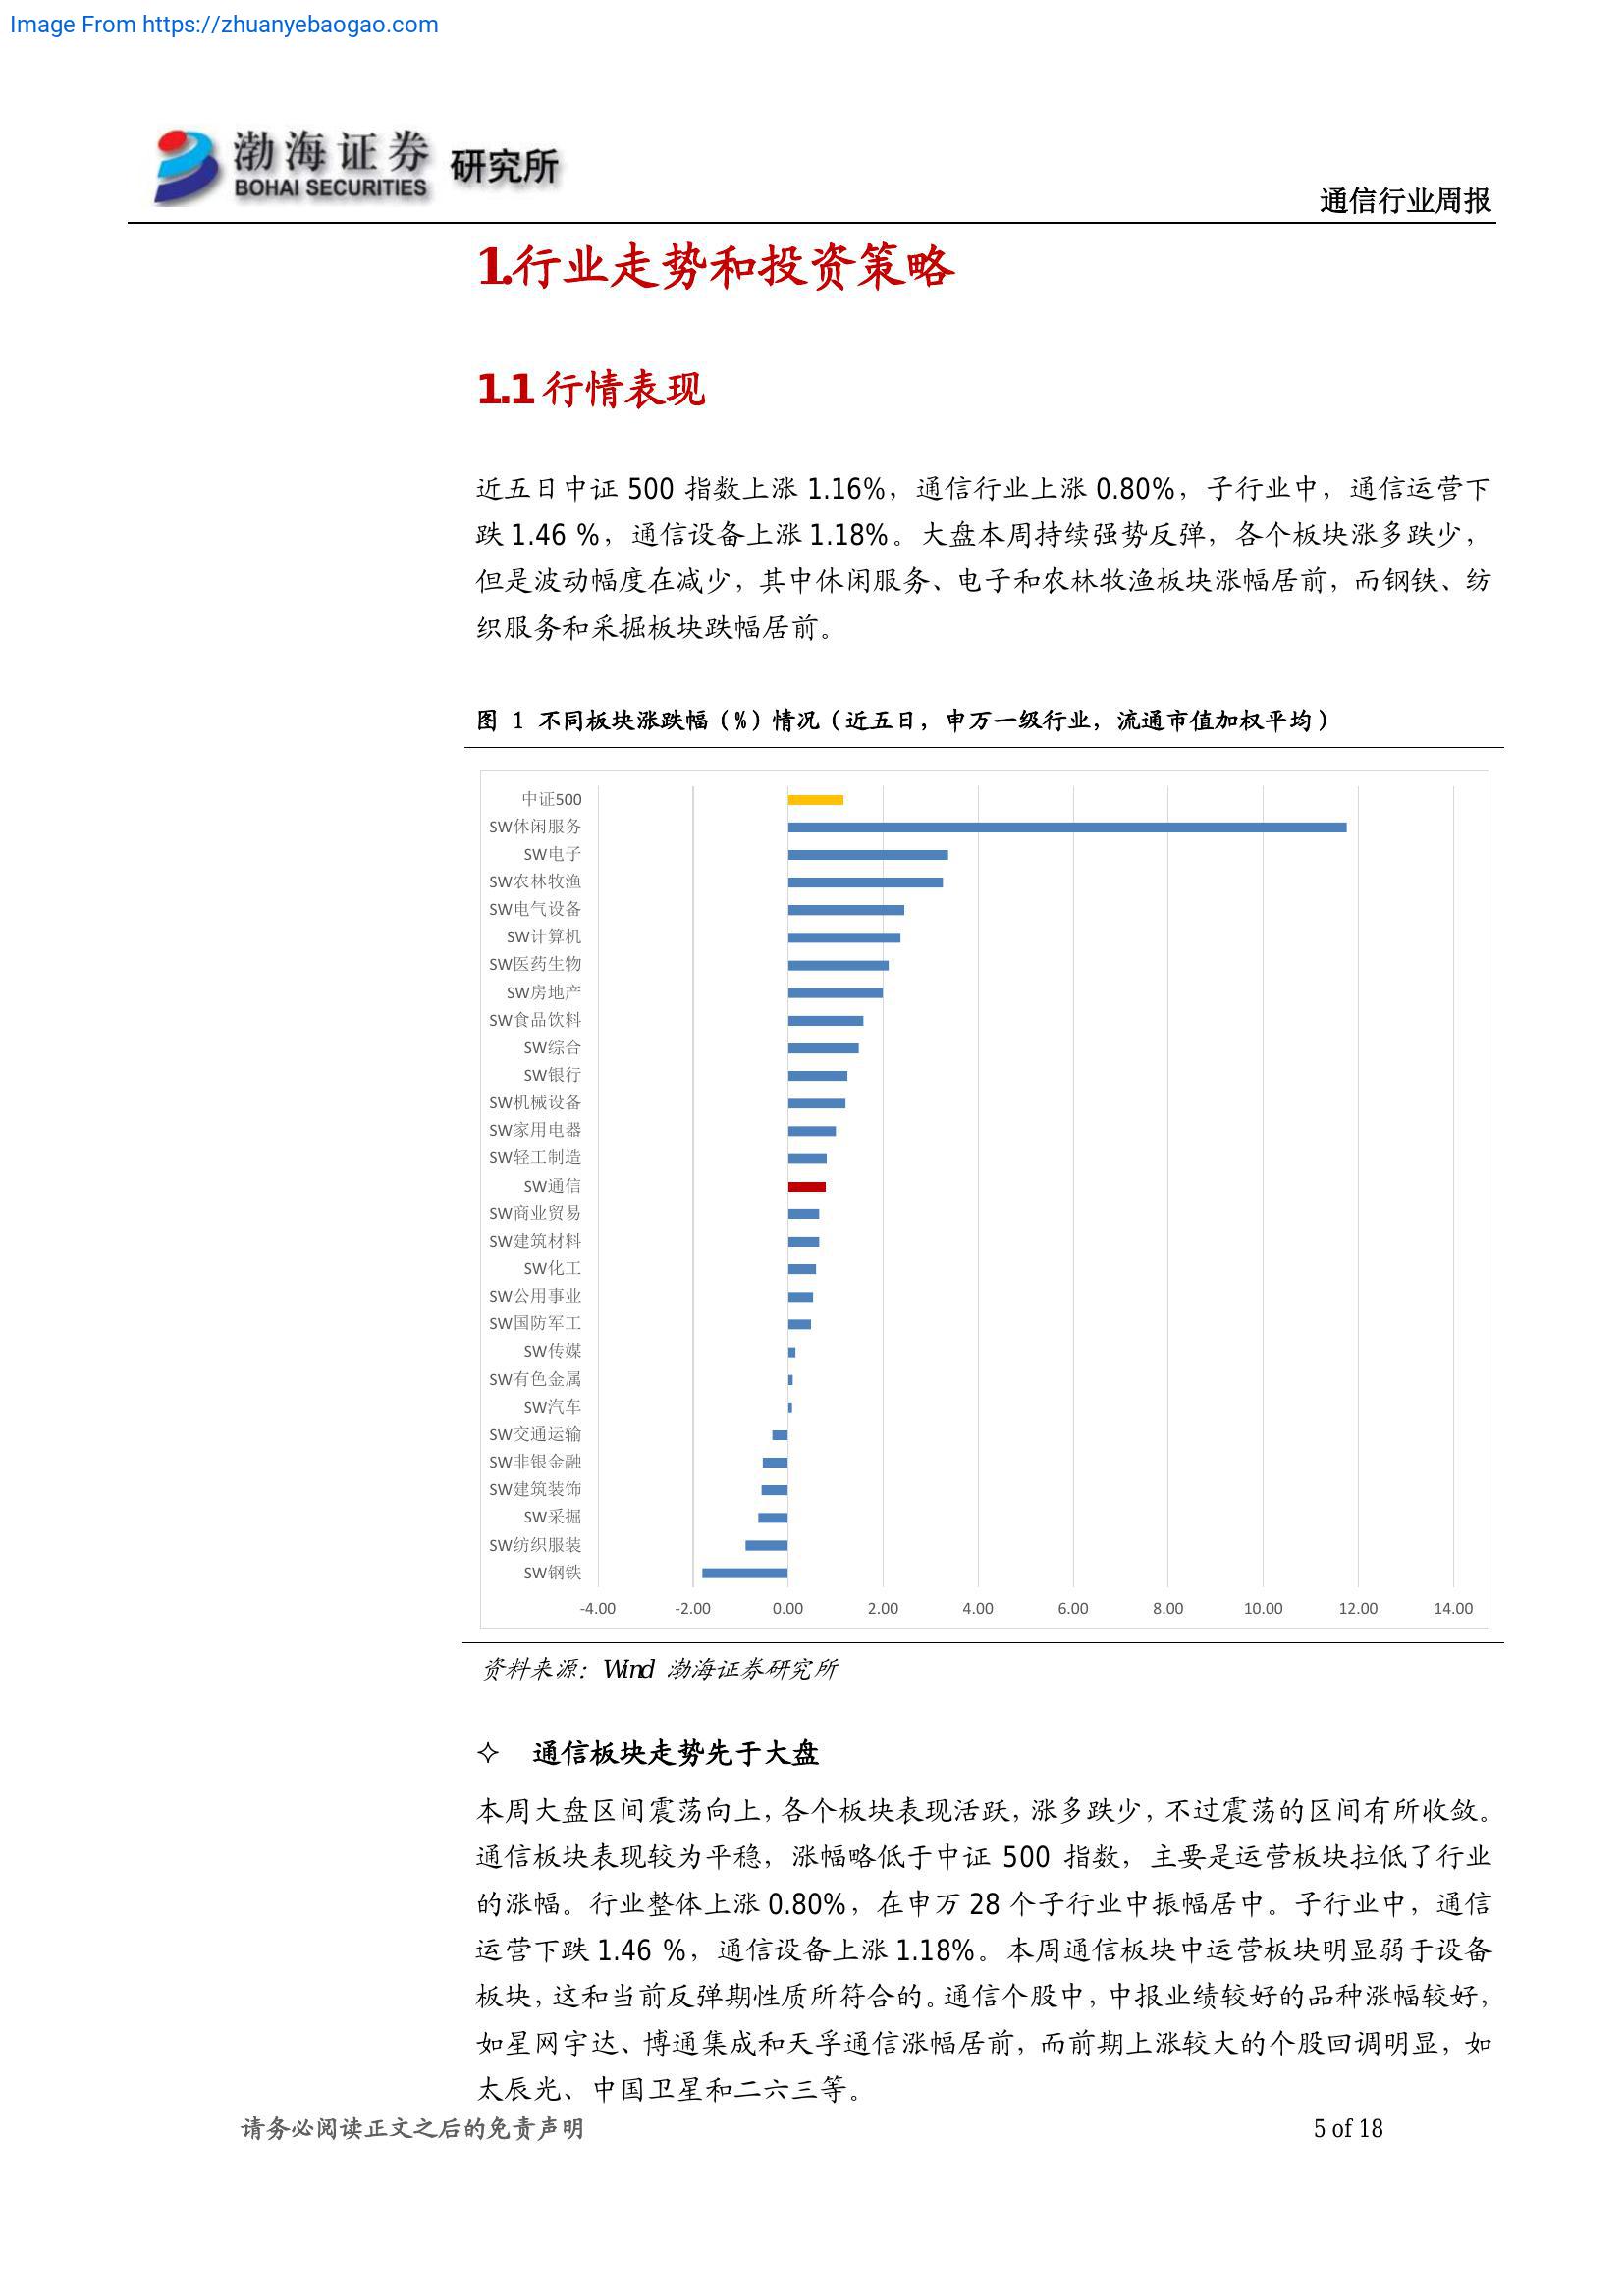 Image From https://zhuanyebaogao.com
渤海证券 研究所
BOHAI SECURITIES
通信行业周报
1.行业走势和投资策略
1.1 行情表现
近五日中证 500 指数上涨 1.16%，通信行业上涨 0.80%，子行业中，通信运营下
跌 1.46 %，通信设备上涨 1.18%。大盘本周持续强势反弹，各个板块涨多跌少，
但是波动幅度在减少，其中休闲服务、电子和农林牧渔板块涨幅居前，而钢铁、纺
织服务和采掘板块跌幅居前。
图 1 不同板块涨跌幅（%）情况（近五日，申万一级行业，流通市值加权平均）
中证500
SW休闲服务
SW电子
SW农林牧渔
SW电气设备
SW计算机
SW医药生物
SW房地产
SW食品饮料
SW综合
SW银行
SW机械设备
SW家用电器
SW轻工制造
SW通信
SW商业贸易
SW建筑材料
SW化工
SW公用事业
SW国防军工
SW传媒
SW有色金属
SW汽车
SW交通运输
SW非银金融
SW建筑装饰
SW采掘
SW纺织服装
SW钢铁
-4.00 -2.00 0.00 2.00 4.00 6.00 8.00 10.00 12.00 14.00
资料来源：Wind 渤海证券研究所
✧ 通信板块走势先于大盘
本周大盘区间震荡向上，各个板块表现活跃，涨多跌少，不过震荡的区间有所收敛。
通信板块表现较为平稳，涨幅略低于中证 500 指数，主要是运营板块拉低了行业
的涨幅。行业整体上涨 0.80%，在申万 28 个子行业中振幅居中。子行业中，通信
运营下跌 1.46 %，通信设备上涨 1.18%。本周通信板块中运营板块明显弱于设备
板块，这和当前反弹期性质所符合的。通信个股中，中报业绩较好的品种涨幅较好，
如星网宇达、博通集成和天孚通信涨幅居前，而前期上涨较大的个股回调明显，如
太辰光、中国卫星和二六三等。
请务必阅读正文之后的免责声明
5 of 18